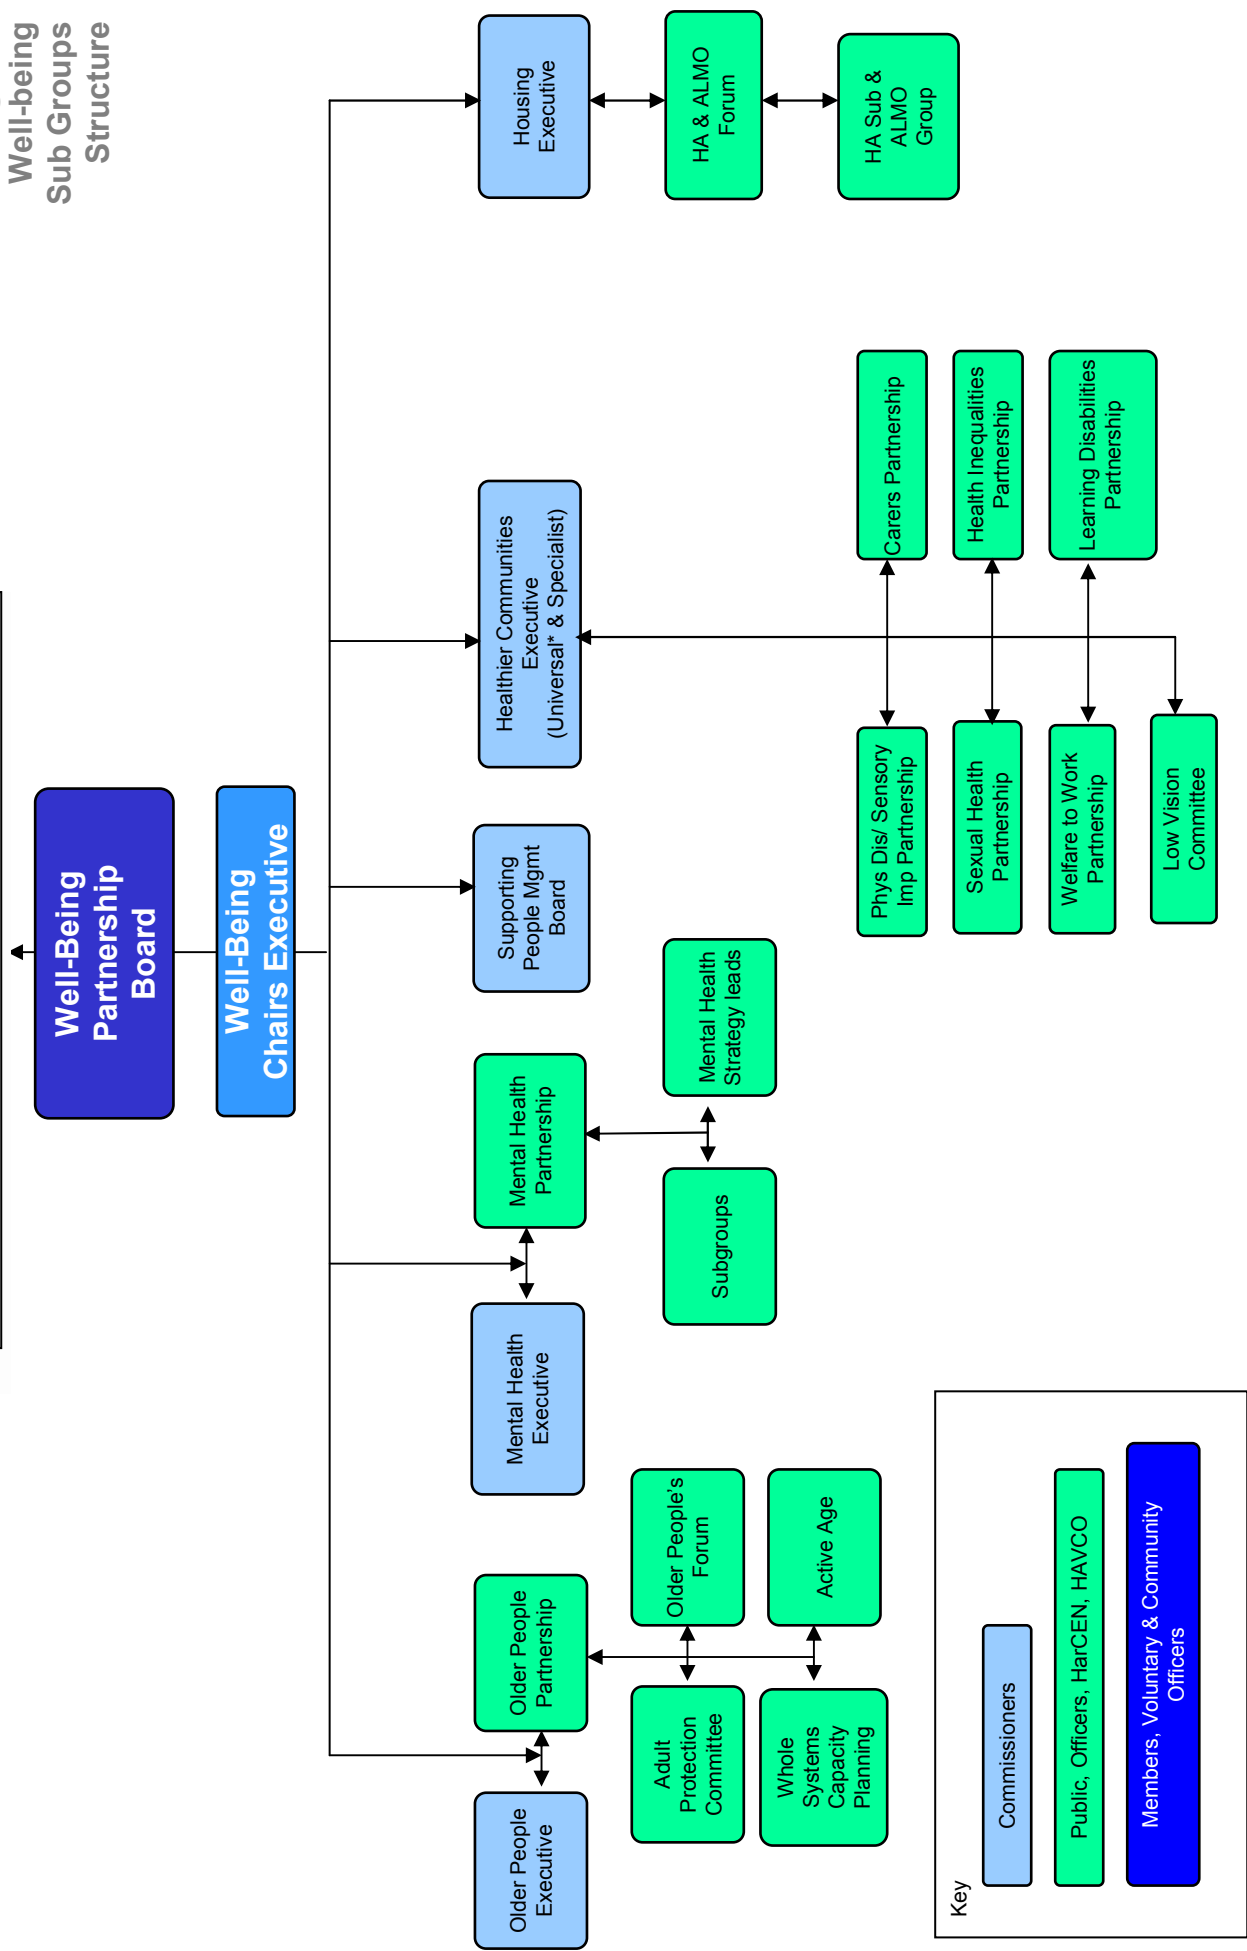 Well-being
Sub Groups
Structure
Well-Being
Partnership
Board
Well-Being
Chairs Executive
Older People
Executive
Older People
Partnership
Mental Health
Executive
Mental Health
Partnership
Supporting
People Mgmt
Board
Healthier Communities
Executive
(Universal* & Specialist)
Housing
Executive
Adult
Protection
Committee
Older People's
Forum
Whole
Systems
Capacity
Planning
Active Age
Subgroups
Mental Health
Strategy leads
Phys Dis/ Sensory
Imp Partnership
Carers Partnership
Sexual Health
Partnership
Health Inequalities
Partnership
Welfare to Work
Partnership
Learning Disabilities
Partnership
Low Vision
Committee
HA & ALMO
Forum
HA Sub &
ALMO
Group
Key
Commissioners
Public, Officers, HarCEN, HAVCO
Members, Voluntary & Community
Officers